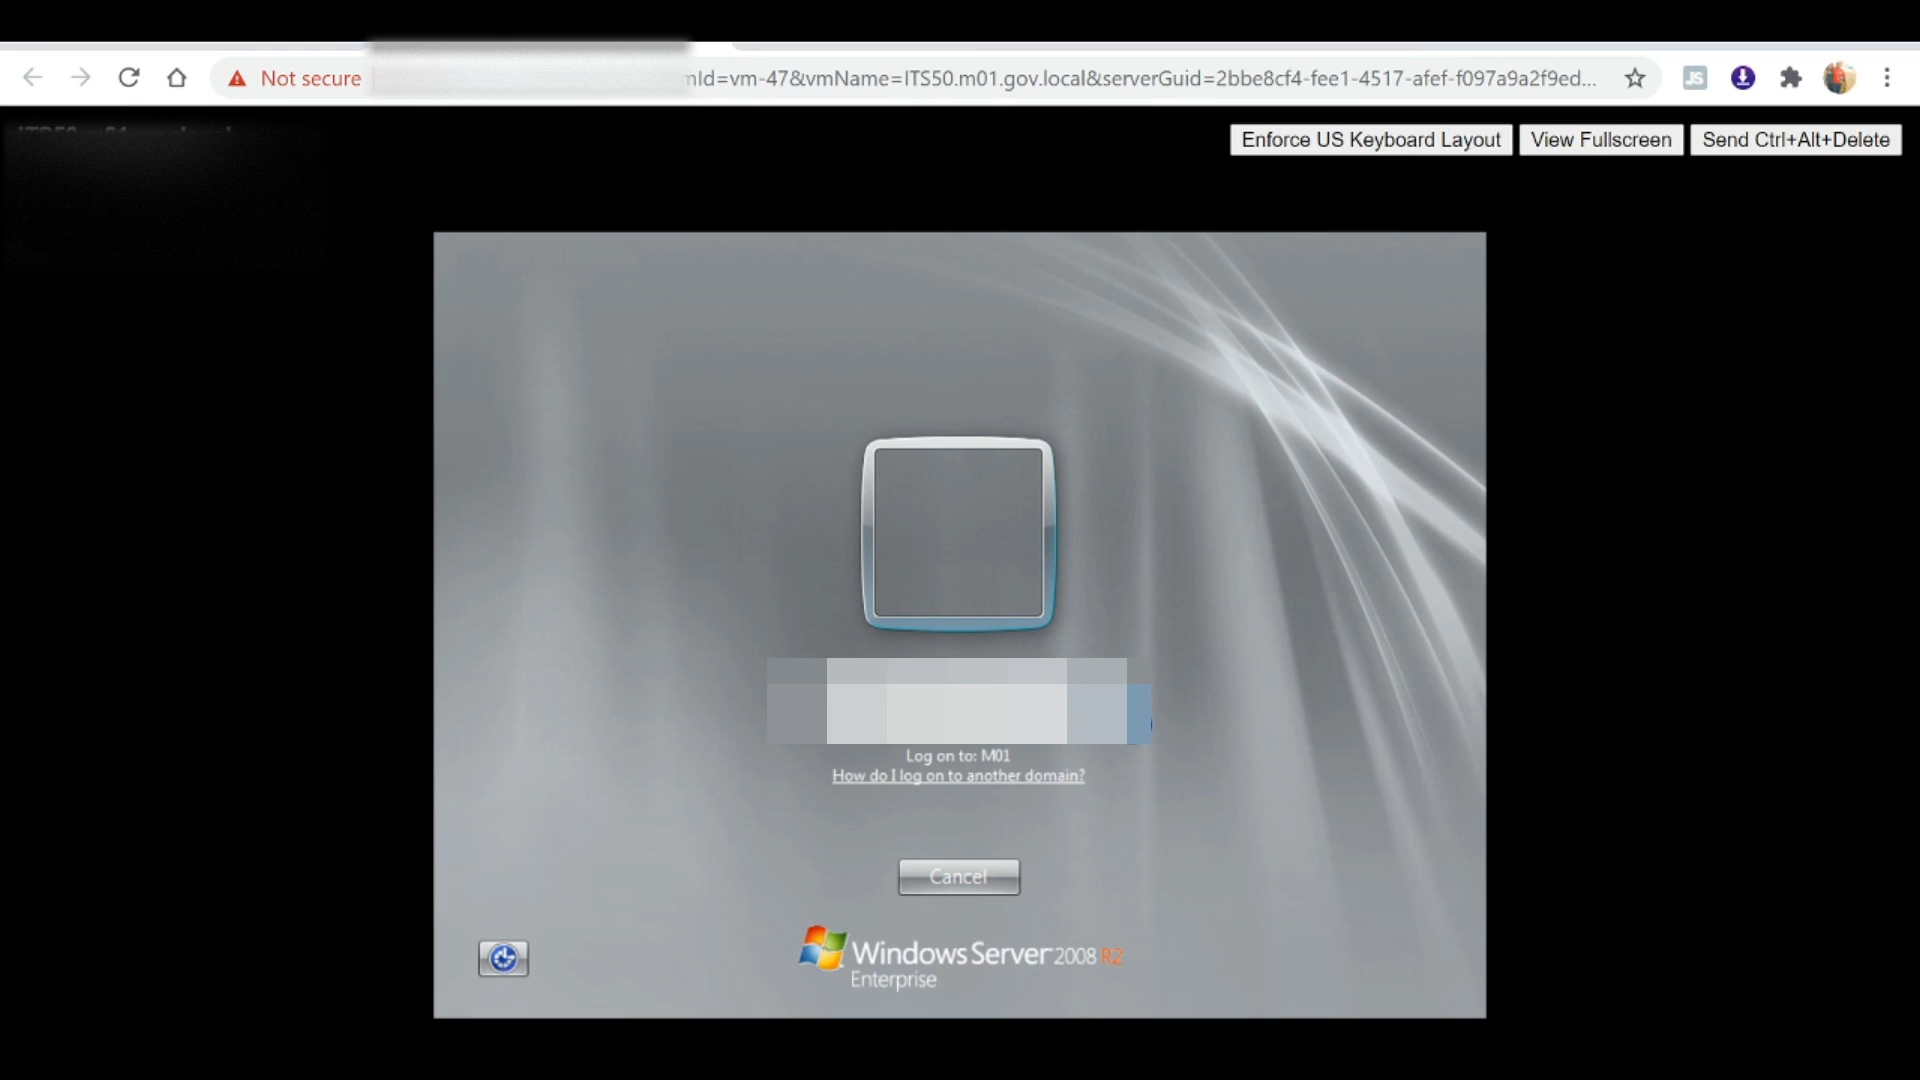 Not secure
mId=vm-47&vmName=ITS50.m01.gov.local&serverGuid=2bbe8cf4-fee1-4517-afef-f097a9a2f9ed...
JS
Enforce US Keyboard Layout
View Fullscreen
Send Ctrl+Alt+Delete
Log on to: M01
How do I log on to another domain?
Cancel
Windows Server 2008 R2
Enterprise